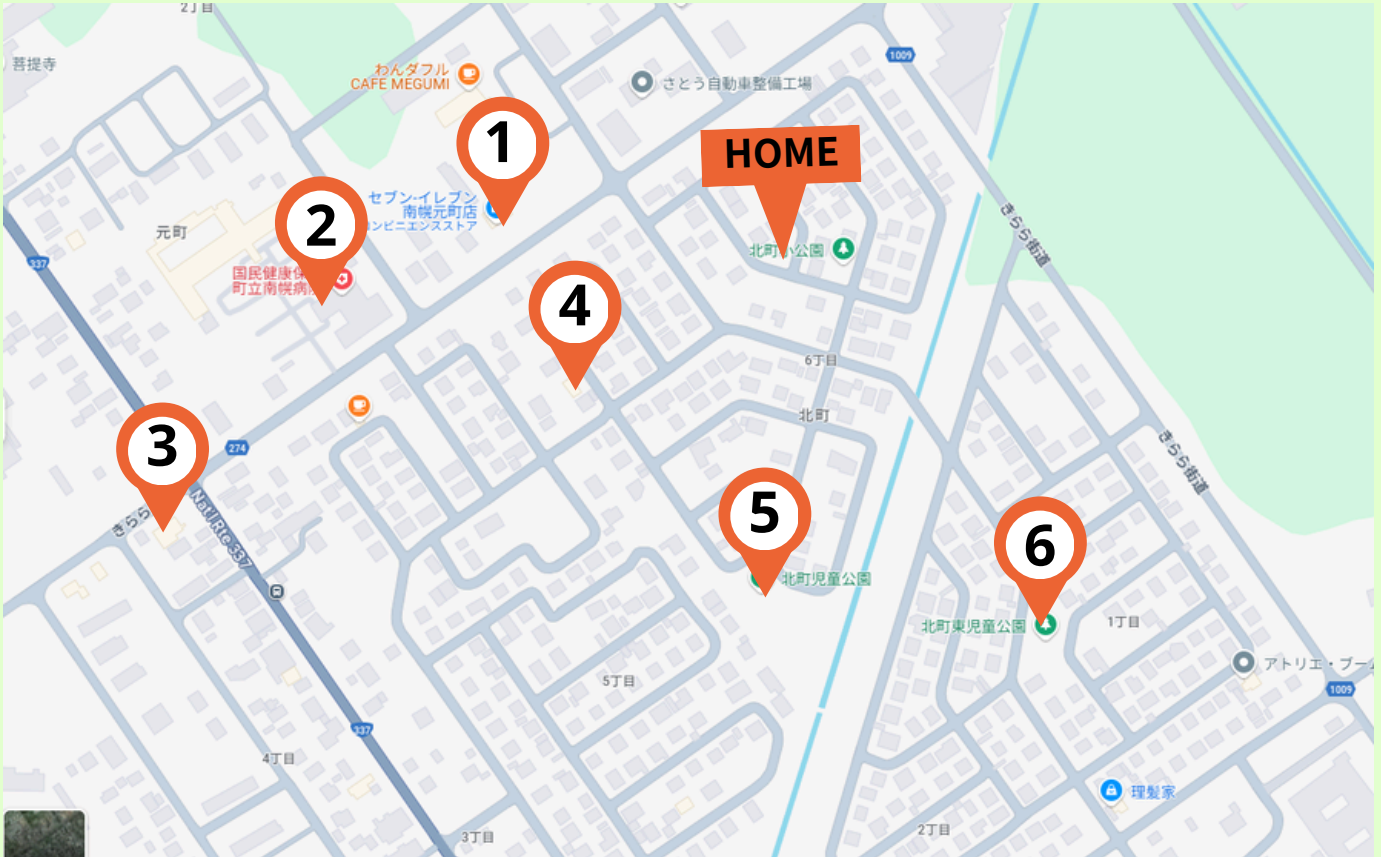 2丁目
菩提寺
わんダフル
CAFE MEGUMI
さとう自動車整備工場
1009
1
HOME
セブン-イレブン
南幌元町店
ンビニエンスストア
2
元町
きらら街道
北町小公園
337
国民健康保
町立南幌病院
4
6丁目
北町
3
274
きらら街道
きらら
Nat'l Rte 337
5
6
北町児童公園
北町東児童公園
1丁目
アトリエ・ブーム
5丁目
1009
337
4丁目
理髪家
3丁目
2丁目